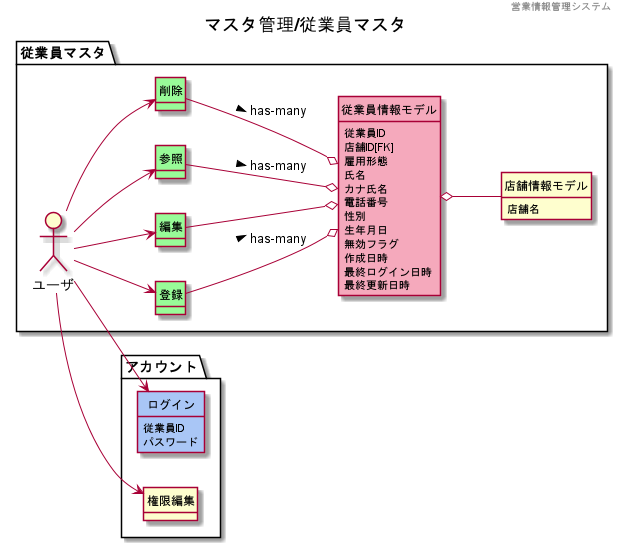 営業情報管理システム
マスタ管理/従業員マスタ
従業員マスタ
削除
has-many
参照
has-many
編集
has-many
登録
ユーザ
従業員情報モデル
従業員ID
店舗ID[FK]
雇用形態
氏名
カナ氏名
電話番号
性別
生年月日
無効フラグ
作成日時
最終ログイン日時
最終更新日時
店舗情報モデル
店舗名
アカウント
ログイン
従業員ID
パスワード
権限編集